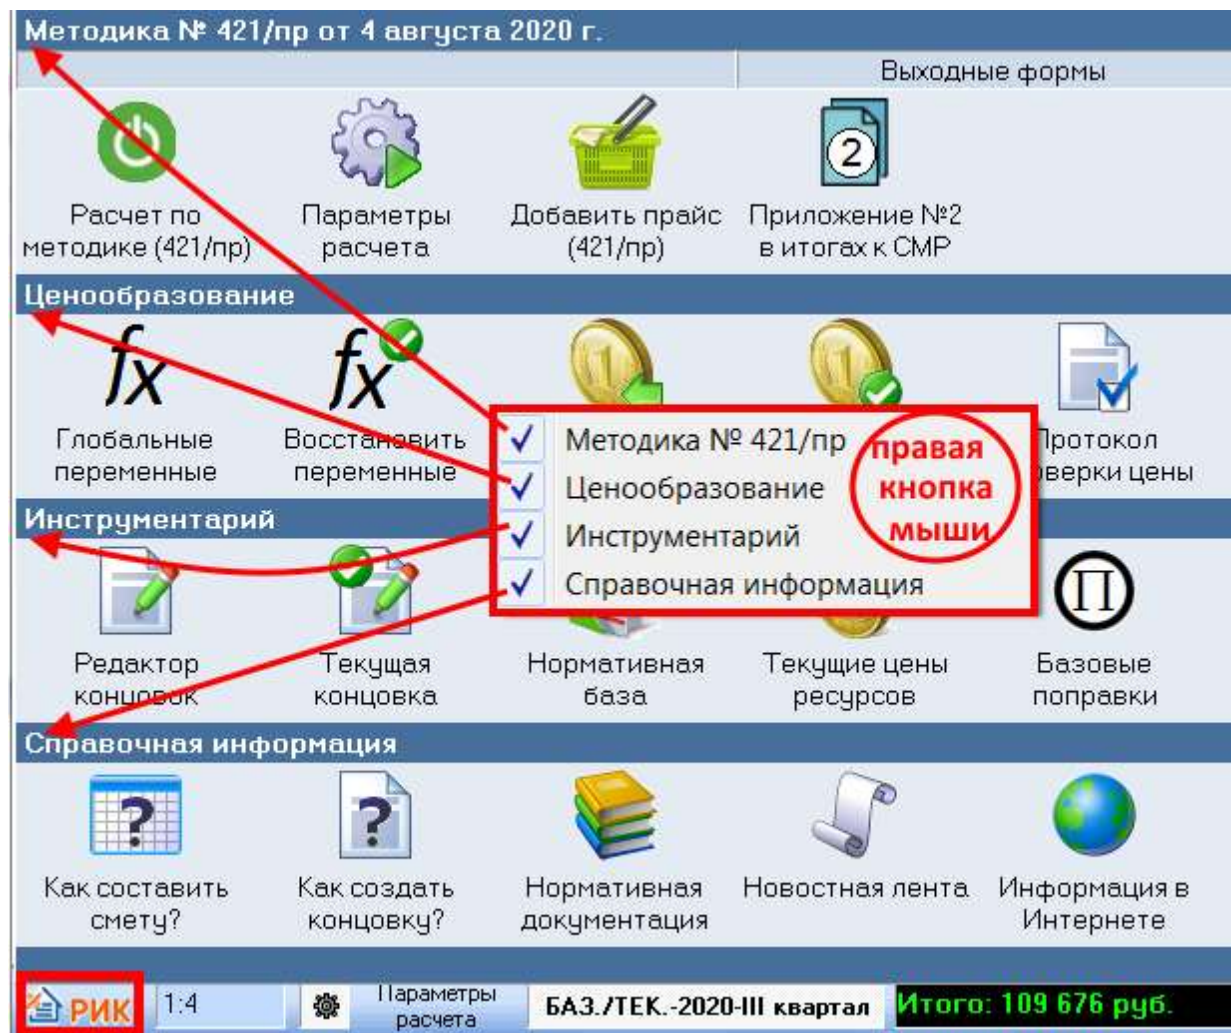 Методика № 421/пр от 4 августа 2020 г.
Выходные формы
2
Расчет по
методике (421/пр)
Параметры
расчета
Добавить прайс
(421/пр)
Приложение №2
в итогах к СМР
Ценообразование
fx
fx
Глобальные
переменные
Восстановить
переменные
Протокол
Методика № 421/пр
Ценообразование
Инструментарий
Справочная информация
правая
кнопка
мыши
цены
Инструментарий
П
Редактор
концовок
Текущая
концовка
Нормативная
база
Текущие цены
ресурсов
Базовые
поправки
Справочная информация
?
?
Как составить
смету?
Как создать
концовку?
Нормативная
документация
Новостная лента
Информация в
Интернете
РИК
1:4
Параметры
расчета
БАЗ./ТЕК.-2020-III квартал
Итого: 109 676 руб.